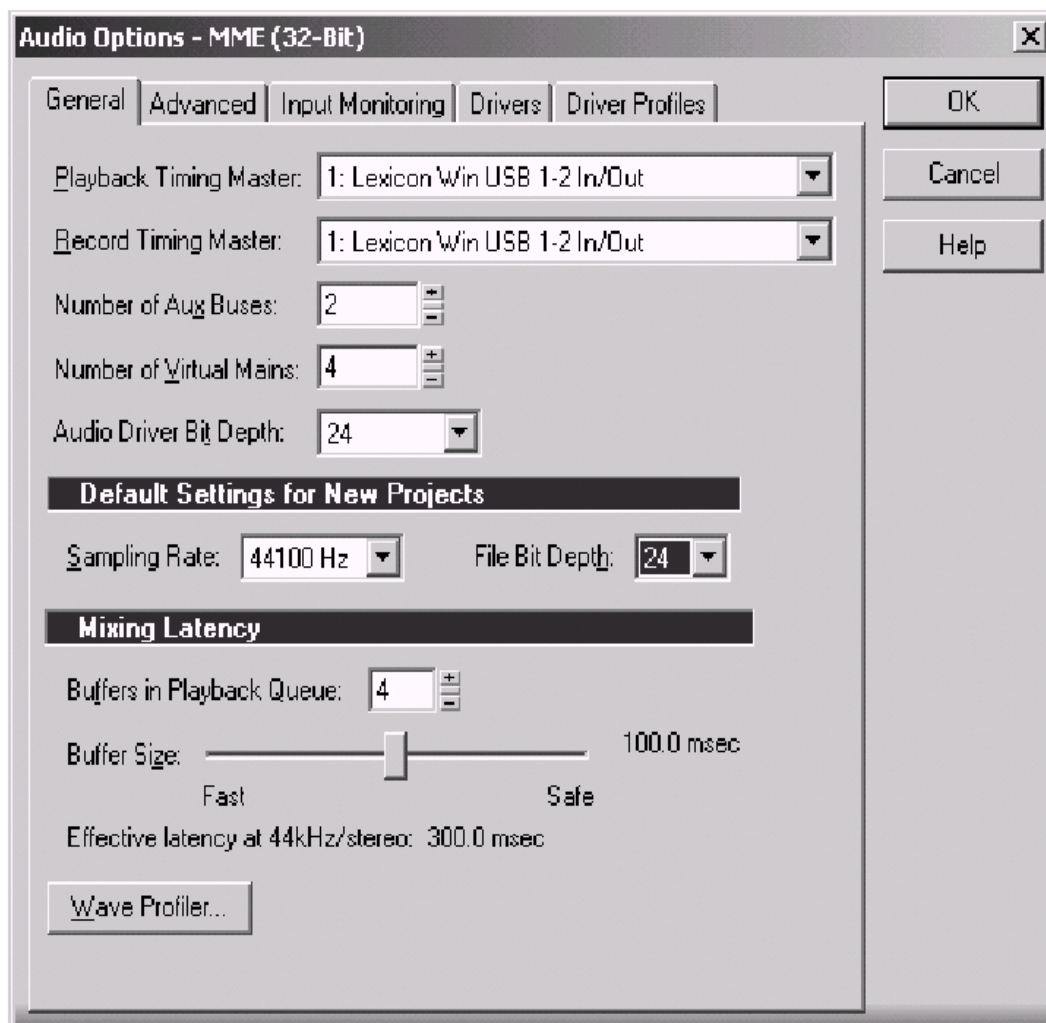 Audio Options - MME (32-Bit)
General Advanced Input Monitoring Drivers Driver Profiles OK
Playback Timing Master: 1: Lexicon Win USB 1-2 In/Out Cancel
Record Timing Master: 1: Lexicon Win USB 1-2 In/Out Help
Number of Aux Buses: 2
Number of Virtual Mains: 4
Audio Driver Bit Depth: 24
Default Settings for New Projects
Sampling Rate: 44100 Hz File Bit Depth: 24
Mixing Latency
Buffers in Playback Queue: 4
Buffer Size: 100.0 msec
Fast Safe
Effective latency at 44kHz/stereo: 300.0 msec
Wave Profiler...